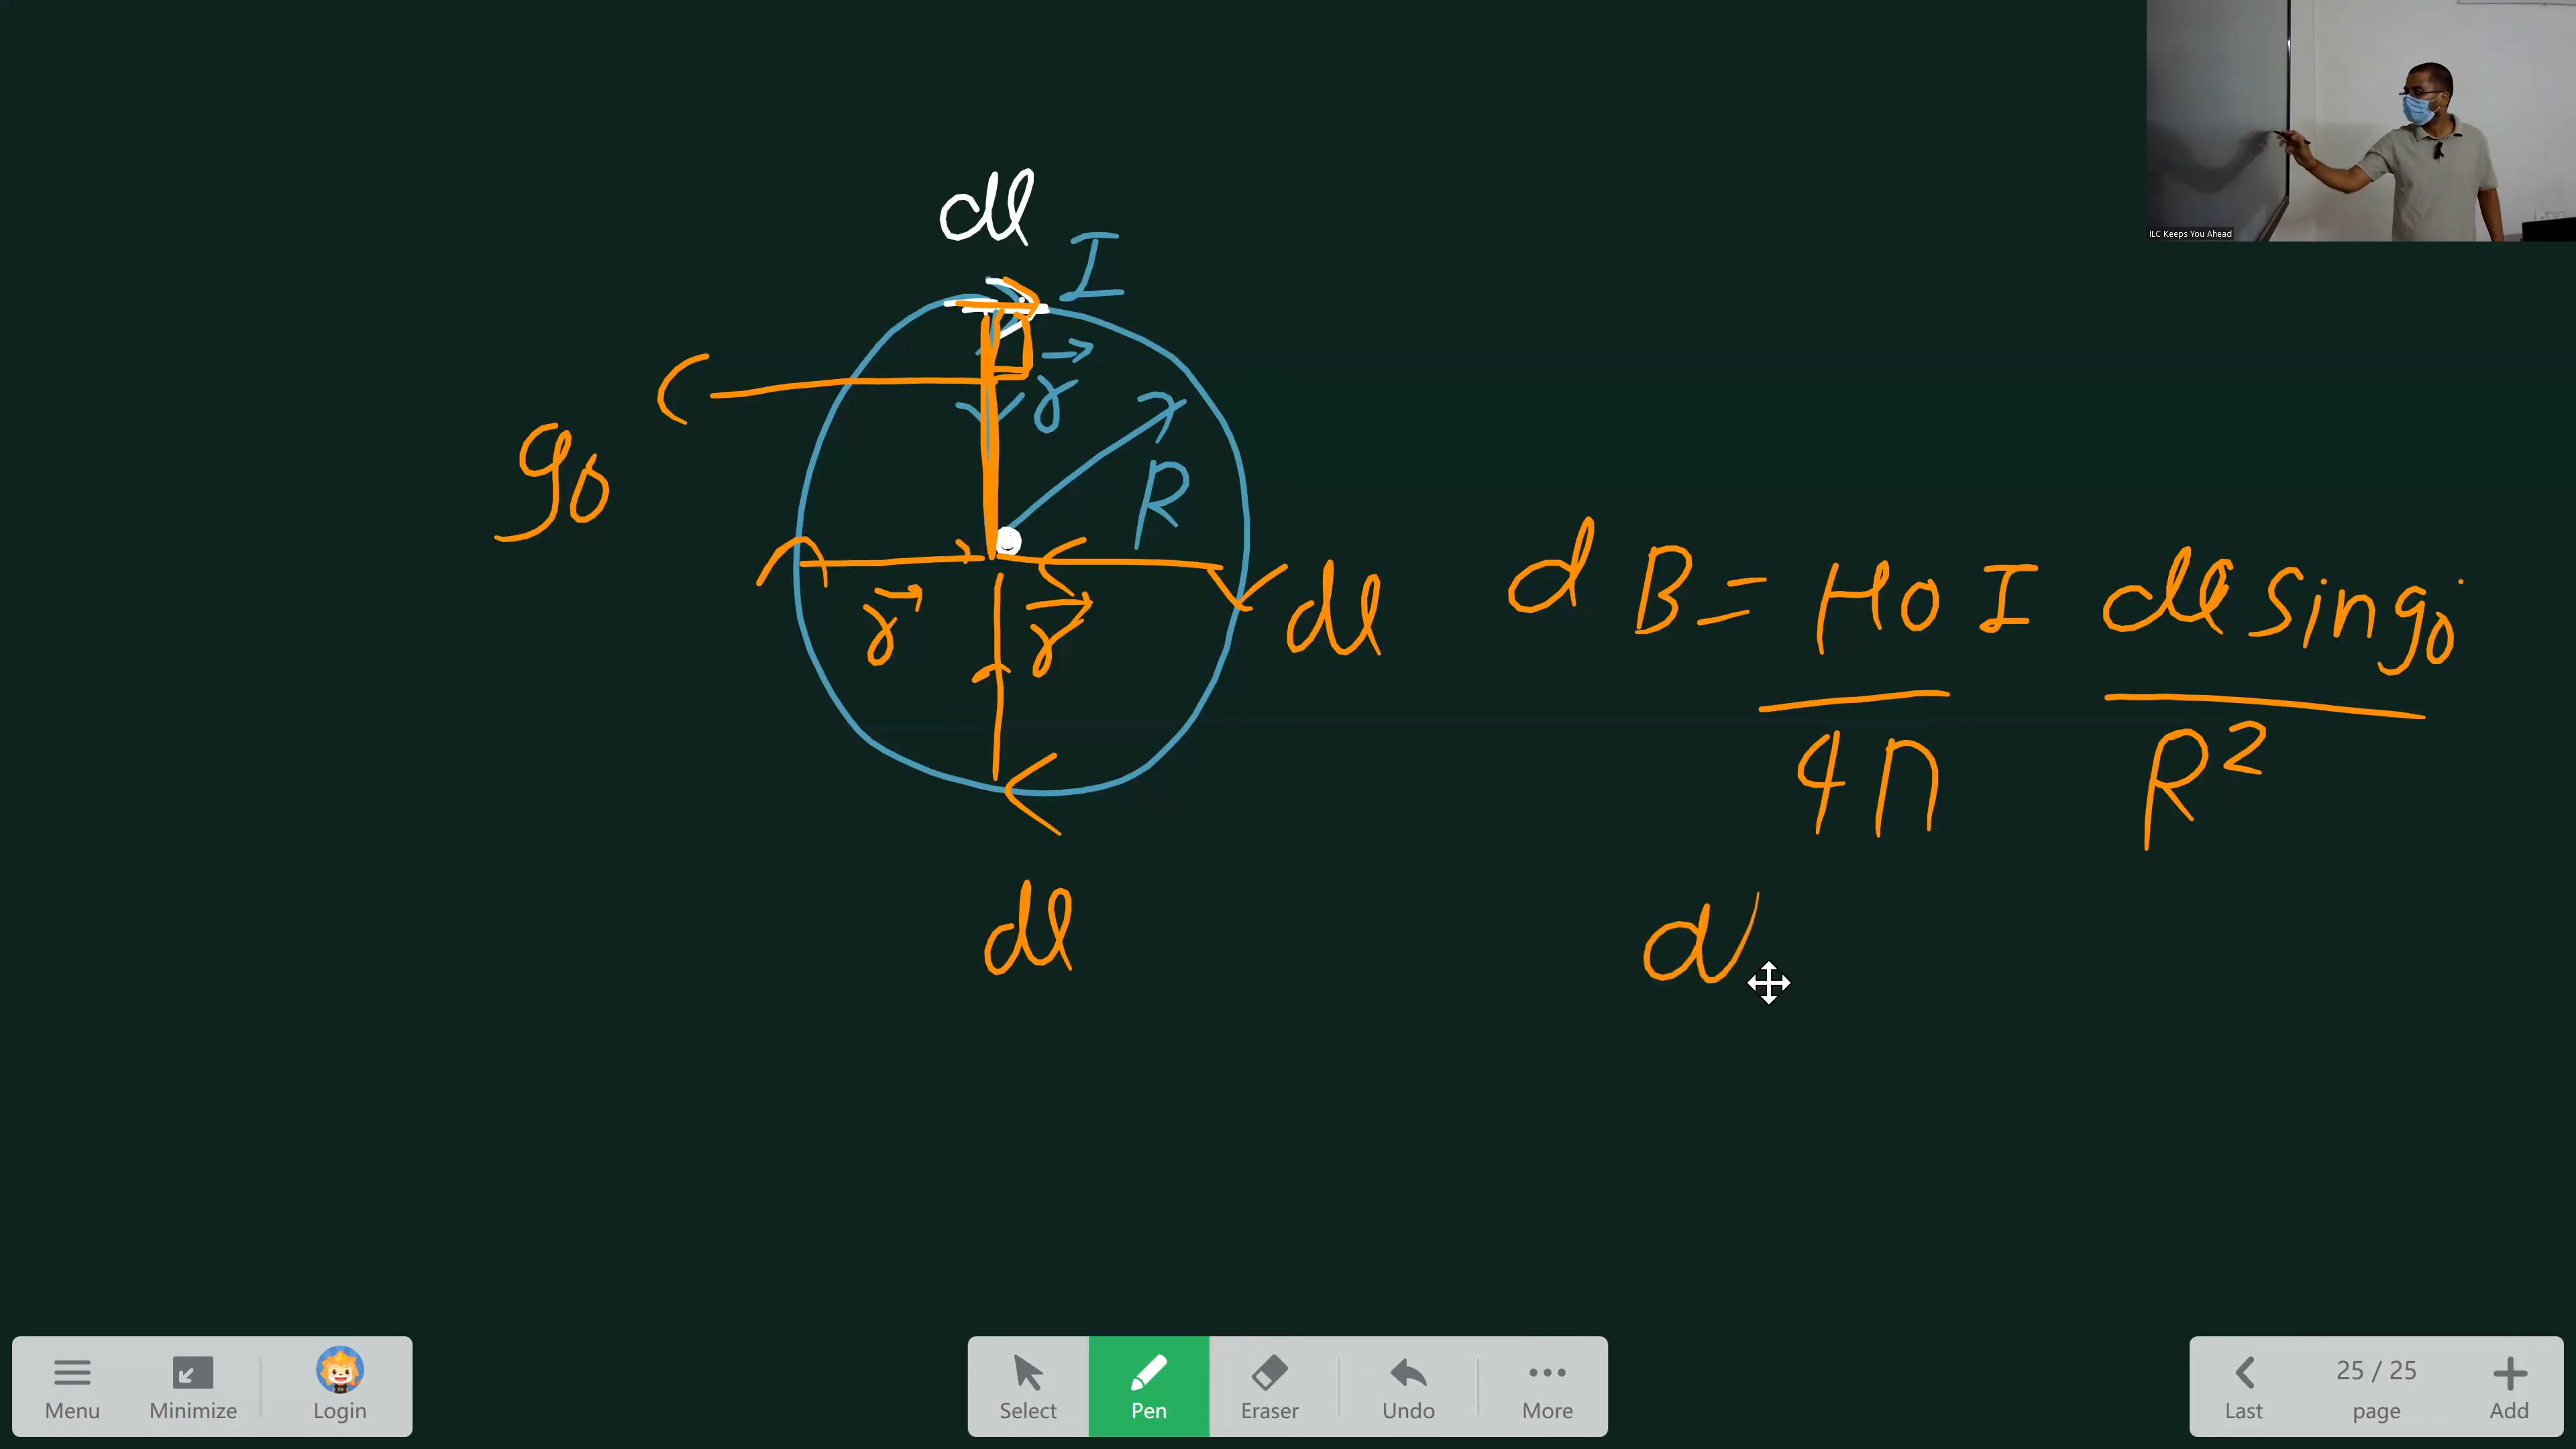 ILC Keeps You Ahead
dl
I
r
R
90
r
r
dl
dB = μ0 I dl sin90
4π R²
dl
d
Menu Minimize Login
Select Pen Eraser Undo More
Last 25 / 25 page Add